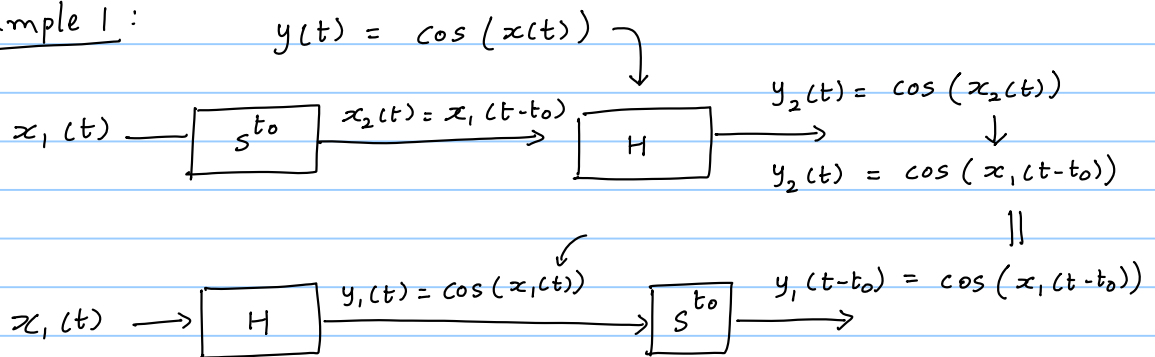 mple 1 :
y(t) = cos (x(t))
x₁ (t) S^t₀ x₂(t) = x₁ (t-t₀) H y₂(t) = cos (x₂(t))
↓
y₂(t) = cos (x₁(t-t₀))
||
x₁ (t) → H y₁(t) = cos(x₁(t)) S^t₀ y₁ (t-t₀) = cos (x₁(t-t₀))